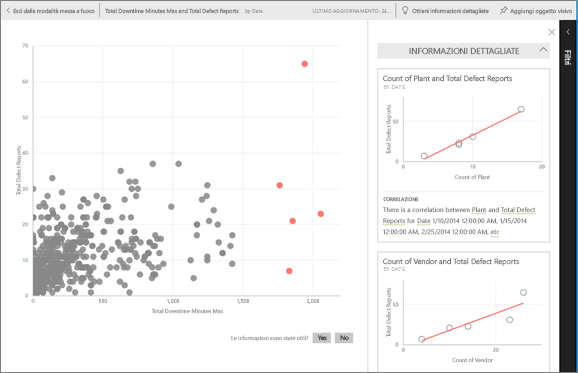 Esci dalla modalità messa a fuoco
Total Downtime Minutes Max and Total Defect Reports by Date
ULTIMO AGGIORNAMENTO: 24...
Ottieni informazioni dettagliate
Aggiungi oggetto visivo
Filtri
70
60
50
40
30
20
10
0
Total Defect Reports
0 500 1,000 1,500 2,000
Total Downtime Minutes Max
Le informazioni sono state utili? Yes No
INFORMAZIONI DETTAGLIATE
Count of Plant and Total Defect Reports
BY DATE
Total Defect Reports
50
0
0 10 20
Count of Plant
CORRELAZIONE
There is a correlation between Plant and Total Defect
Reports for Date 1/10/2014 12:00:00 AM, 1/15/2014
12:00:00 AM, 2/25/2014 12:00:00 AM, etc
Count of Vendor and Total Defect Reports
BY DATE
Total Defect Reports
50
0
0 20
Count of Vendor